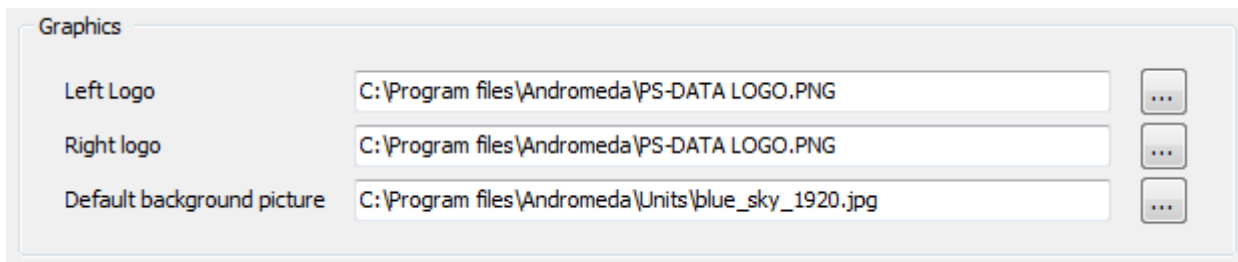 Graphics
Left Logo C:\Program files\Andromeda\PS-DATA LOGO.PNG ...
Right logo C:\Program files\Andromeda\PS-DATA LOGO.PNG ...
Default background picture C:\Program files\Andromeda\Units\blue_sky_1920.jpg ...